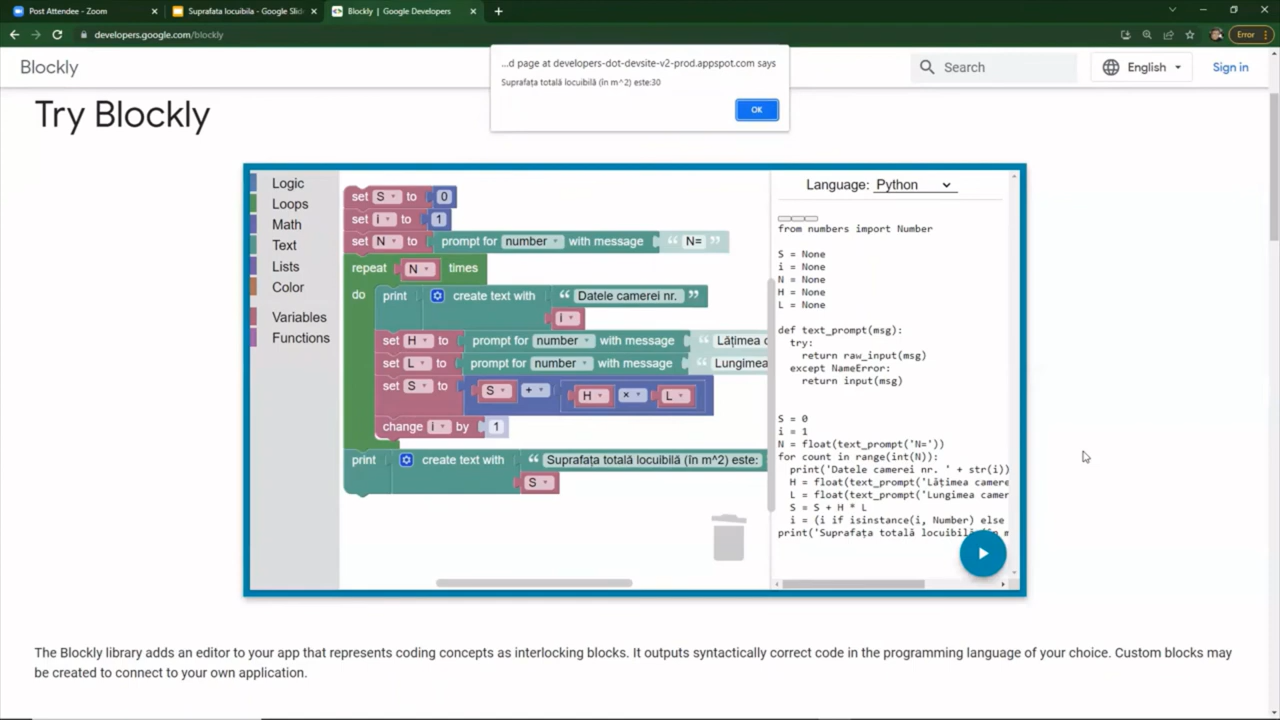 Post Attendee - Zoom
Suprafata locuibila - Google Slid
Blockly | Google Developers
developers.google.com/blockly
Error
Blockly
Search
English
Sign in
...d page at developers-dot-devsite-v2-prod.appspot.com says
Suprafața totală locuibilă (în m^2) este:30
OK
Try Blockly
Logic
Loops
Math
Text
Lists
Color
Variables
Functions
set S to 0
set i to 1
set N to prompt for number with message “ N= ”
repeat N times
do print create text with “ Datele camerei nr. ”
i
set H to prompt for number with message “ Lățimea c
set L to prompt for number with message “ Lungimea
set S to S + H × L
change i by 1
print create text with “ Suprafața totală locuibilă (în m^2) este:
S
Language: Python
from numbers import Number
S = None
i = None
N = None
H = None
L = None
def text_prompt(msg):
try:
return raw_input(msg)
except NameError:
return input(msg)
S = 0
i = 1
N = float(text_prompt('N='))
for count in range(int(N)):
print('Datele camerei nr. ' + str(i))
H = float(text_prompt('Lățimea camere
L = float(text_prompt('Lungimea camer
S = S + H * L
i = (i if isinstance(i, Number) else
print('Suprafața totală locuibilă (în m
The Blockly library adds an editor to your app that represents coding concepts as interlocking blocks. It outputs syntactically correct code in the programming language of your choice. Custom blocks may
be created to connect to your own application.